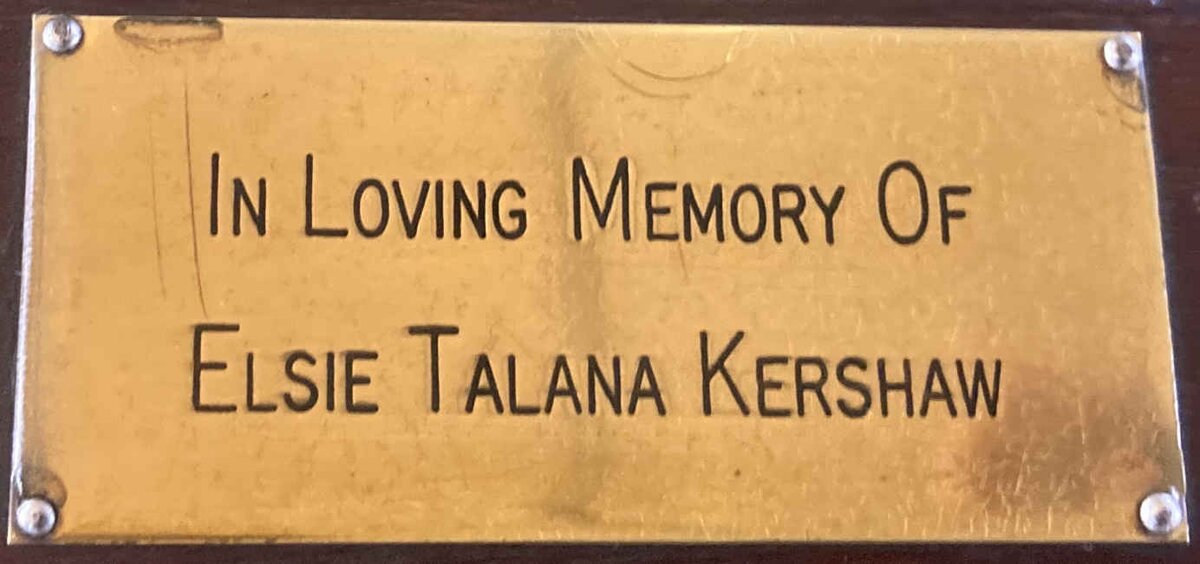 In Loving Memory Of
Elsie Talana Kershaw